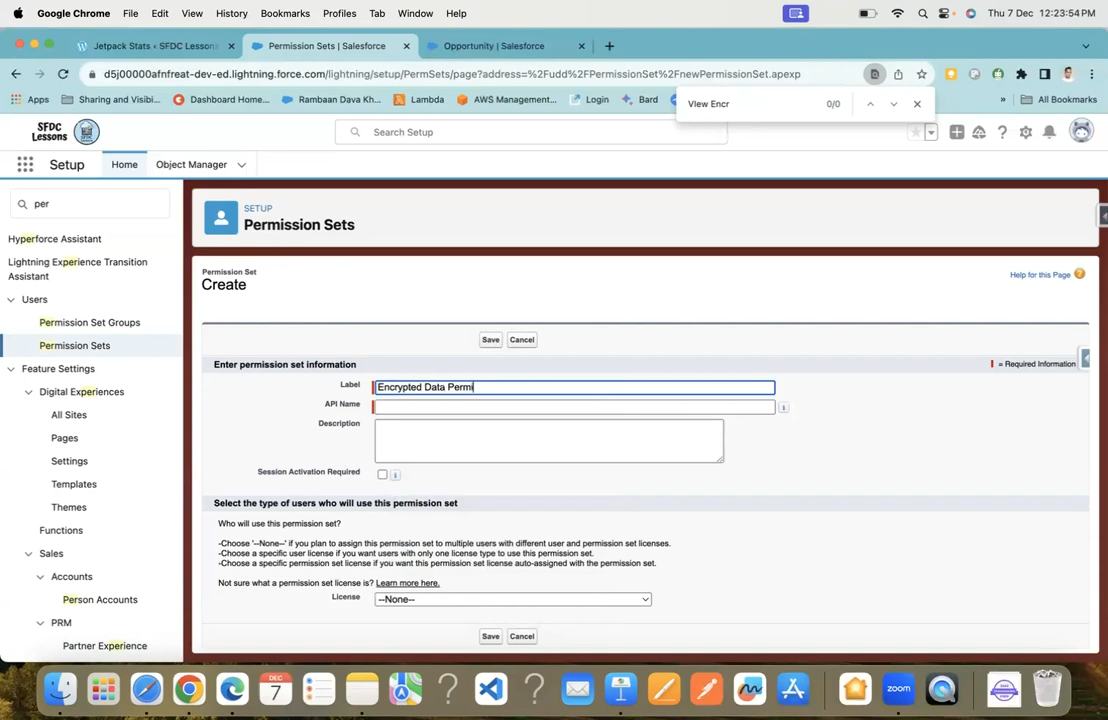 Google Chrome File Edit View History Bookmarks Profiles Tab Window Help Thu 7 Dec 12:23:54 PM
Jetpack Stats ‹ SFDC Lessons
Permission Sets | Salesforce
Opportunity | Salesforce
d5j00000afnfreat-dev-ed.lightning.force.com/lightning/setup/PermSets/page?address=%2Fudd%2FPermissionSet%2FnewPermissionSet.apexp
Apps Sharing and Visibi... Dashboard Home... Rambaan Dava Kh... Lambda AWS Management... Login Bard » All Bookmarks
View Encr 0/0
SFDC
Lessons
Search Setup
Setup Home Object Manager
per
Hyperforce Assistant
Lightning Experience Transition
Assistant
Users
Permission Set Groups
Permission Sets
Feature Settings
Digital Experiences
All Sites
Pages
Settings
Templates
Themes
Functions
Sales
Accounts
Person Accounts
PRM
Partner Experience
SETUP
Permission Sets
Permission Set
Create
Help for this Page
Save Cancel
Enter permission set information
= Required Information
Label Encrypted Data Permi
API Name
Description
Session Activation Required
Select the type of users who will use this permission set
Who will use this permission set?
-Choose '--None--' if you plan to assign this permission set to multiple users with different user and permission set licenses.
-Choose a specific user license if you want users with only one license type to use this permission set.
-Choose a specific permission set license if you want this permission set license auto-assigned with the permission set.
Not sure what a permission set license is? Learn more here.
License --None--
Save Cancel
DEC
7
zoom